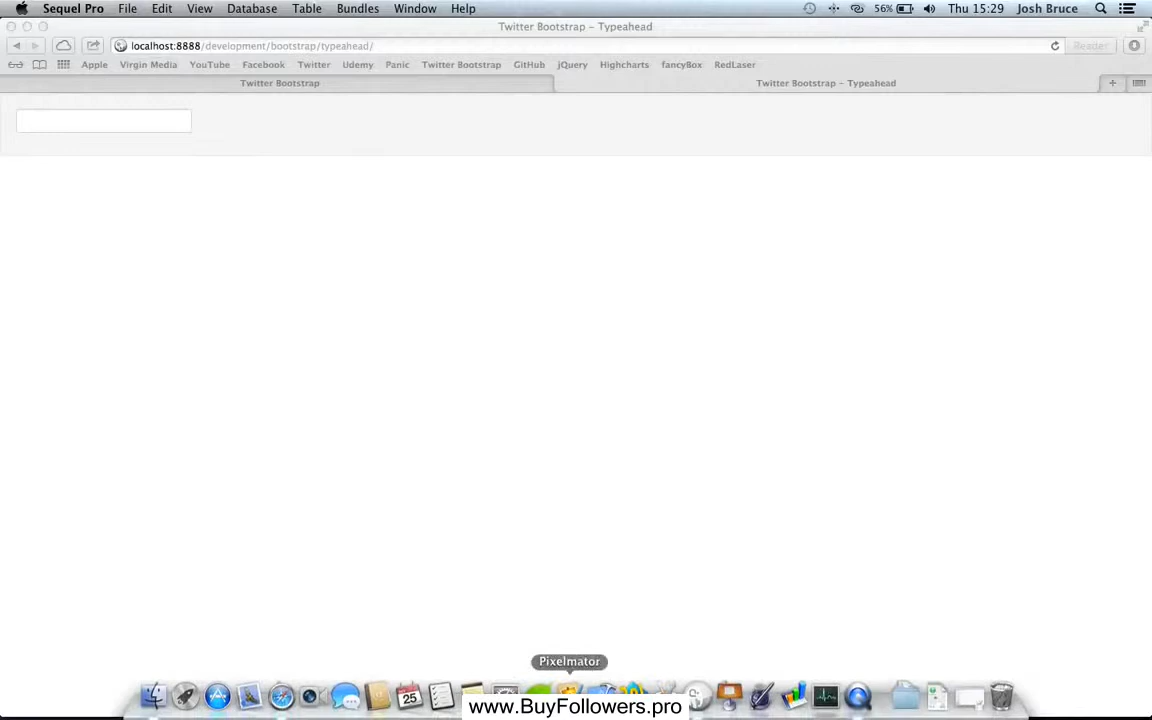 Sequel Pro File Edit View Database Table Bundles Window Help 56% Thu 15:29 Josh Bruce
Twitter Bootstrap – Typeahead
localhost:8888/development/bootstrap/typeahead/ Reader
Apple Virgin Media YouTube Facebook Twitter Udemy Panic Twitter Bootstrap GitHub jQuery Highcharts fancyBox RedLaser
Twitter Bootstrap Twitter Bootstrap – Typeahead
Pixelmator
25
www.BuyFollowers.pro